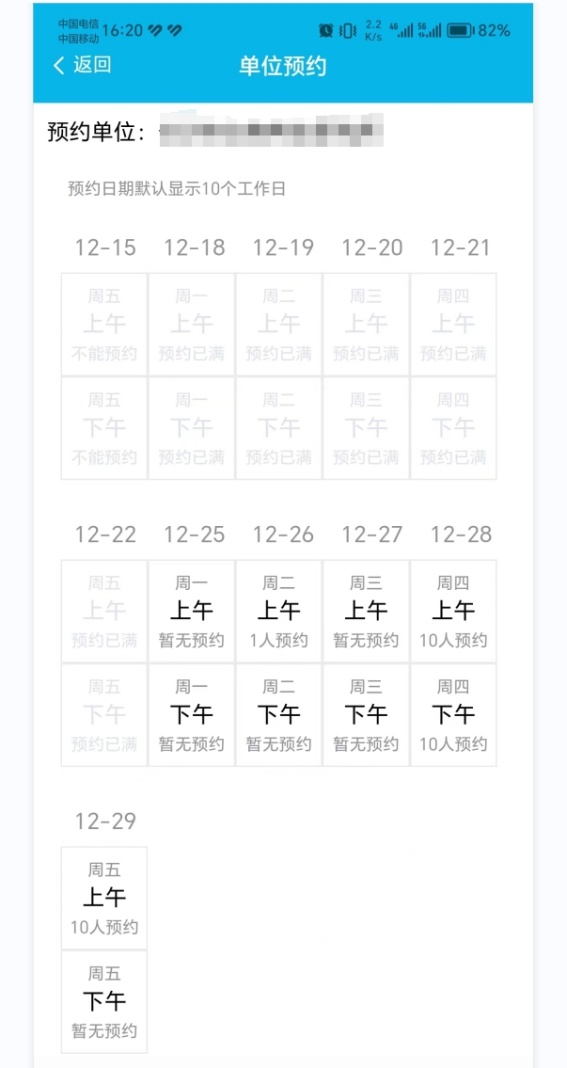 中国电信
中国移动
16:20
2.2
K/s
4G
5G
82%
返回
单位预约
预约单位：
预约日期默认显示10个工作日
12-15 12-18 12-19 12-20 12-21
周五 周一 周二 周三 周四
上午 上午 上午 上午 上午
不能预约 预约已满 预约已满 预约已满 预约已满
周五 周一 周二 周三 周四
下午 下午 下午 下午 下午
不能预约 预约已满 预约已满 预约已满 预约已满
12-22 12-25 12-26 12-27 12-28
周五 周一 周二 周三 周四
上午 上午 上午 上午 上午
预约已满 暂无预约 1人预约 暂无预约 10人预约
周五 周一 周二 周三 周四
下午 下午 下午 下午 下午
预约已满 暂无预约 暂无预约 暂无预约 10人预约
12-29
周五
上午
10人预约
周五
下午
暂无预约